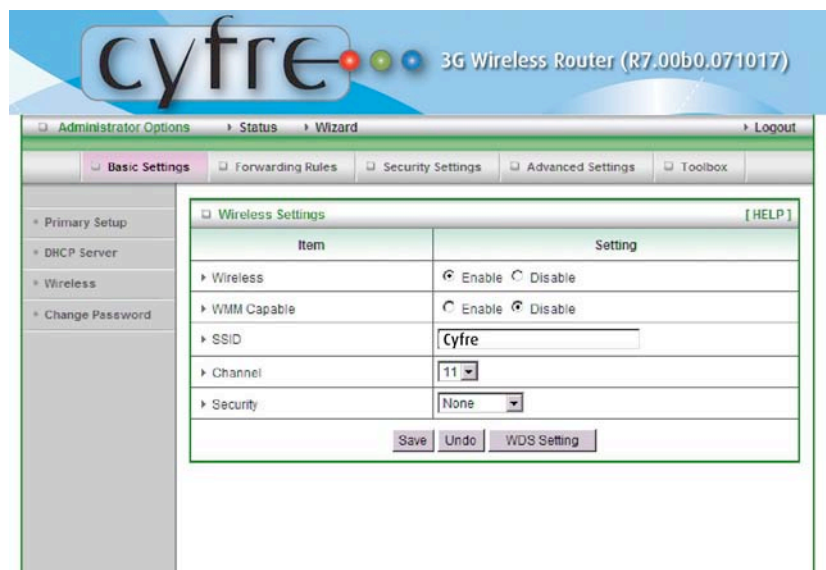 cyfre
3G Wireless Router (R7.00b0.071017)
Administrator Options Status Wizard Logout
Basic Settings Forwarding Rules Security Settings Advanced Settings Toolbox
Primary Setup
DHCP Server
Wireless
Change Password
Wireless Settings [HELP]
Item Setting
Wireless Enable Disable
WMM Capable Enable Disable
SSID Cyfre
Channel 11
Security None
Save Undo WDS Setting